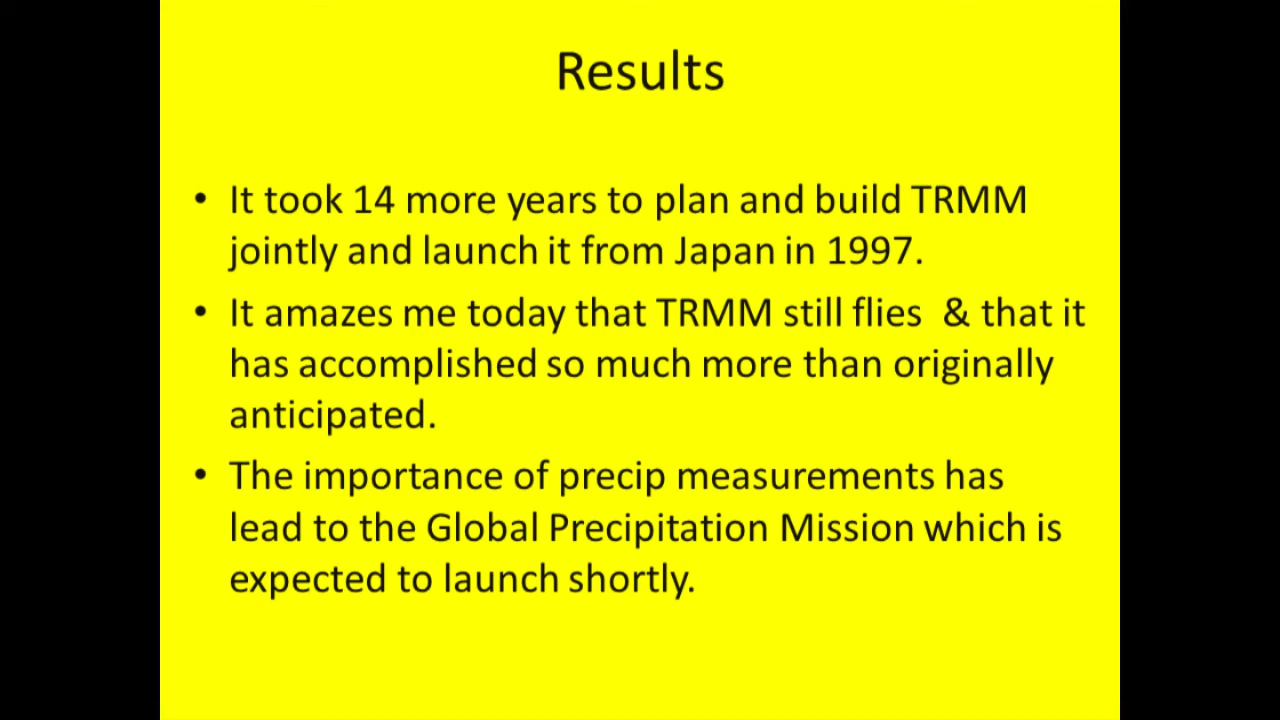 Results
• It took 14 more years to plan and build TRMM
jointly and launch it from Japan in 1997.
• It amazes me today that TRMM still flies  & that it
has accomplished so much more than originally
anticipated.
• The importance of precip measurements has
lead to the Global Precipitation Mission which is
expected to launch shortly.